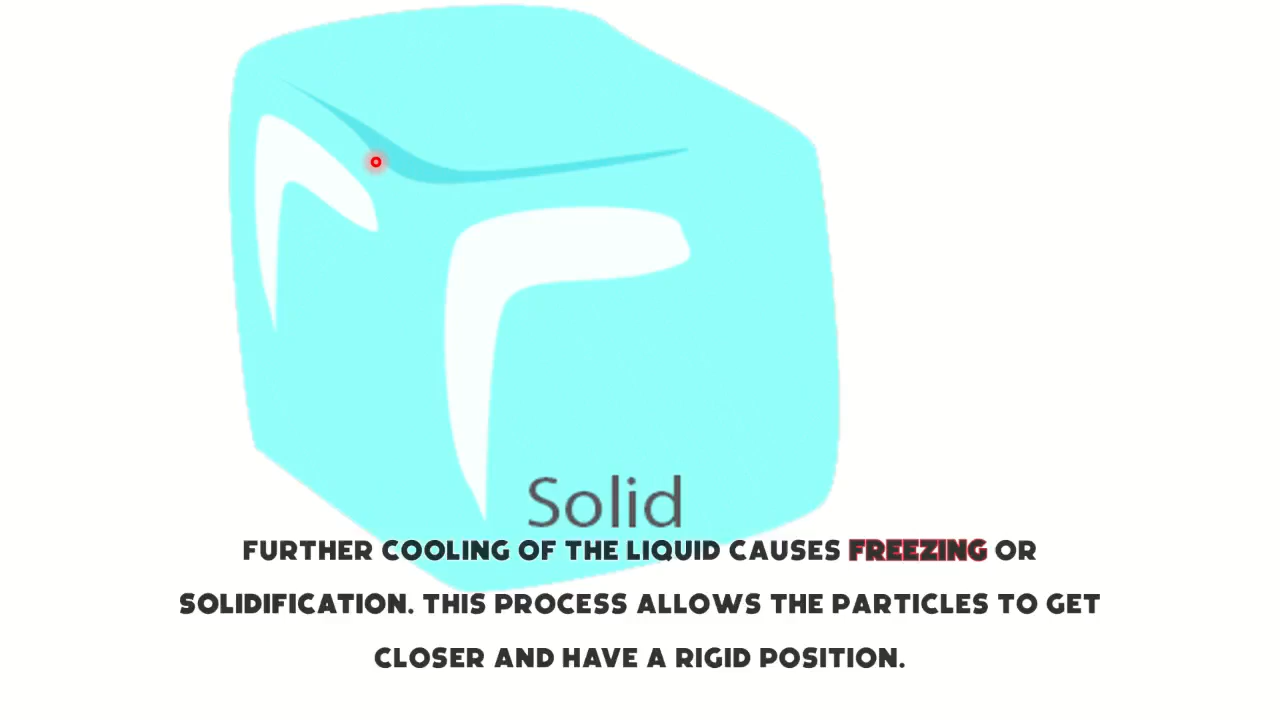 Solid
FURTHER COOLING OF THE LIQUID CAUSES FREEZING OR
SOLIDIFICATION. THIS PROCESS ALLOWS THE PARTICLES TO GET
CLOSER AND HAVE A RIGID POSITION.